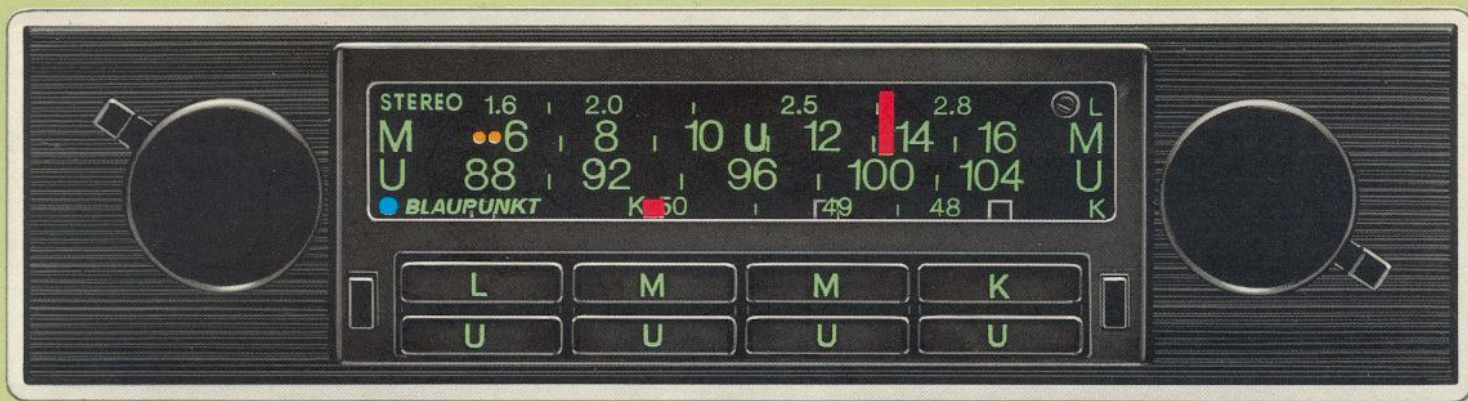 STEREO 1.6 2.0 2.5 2.8 L
M 6 8 10 U 12 14 16 M
U 88 92 96 100 104 U
BLAUPUNKT K 50 49 48 K
L M M K
U U U U